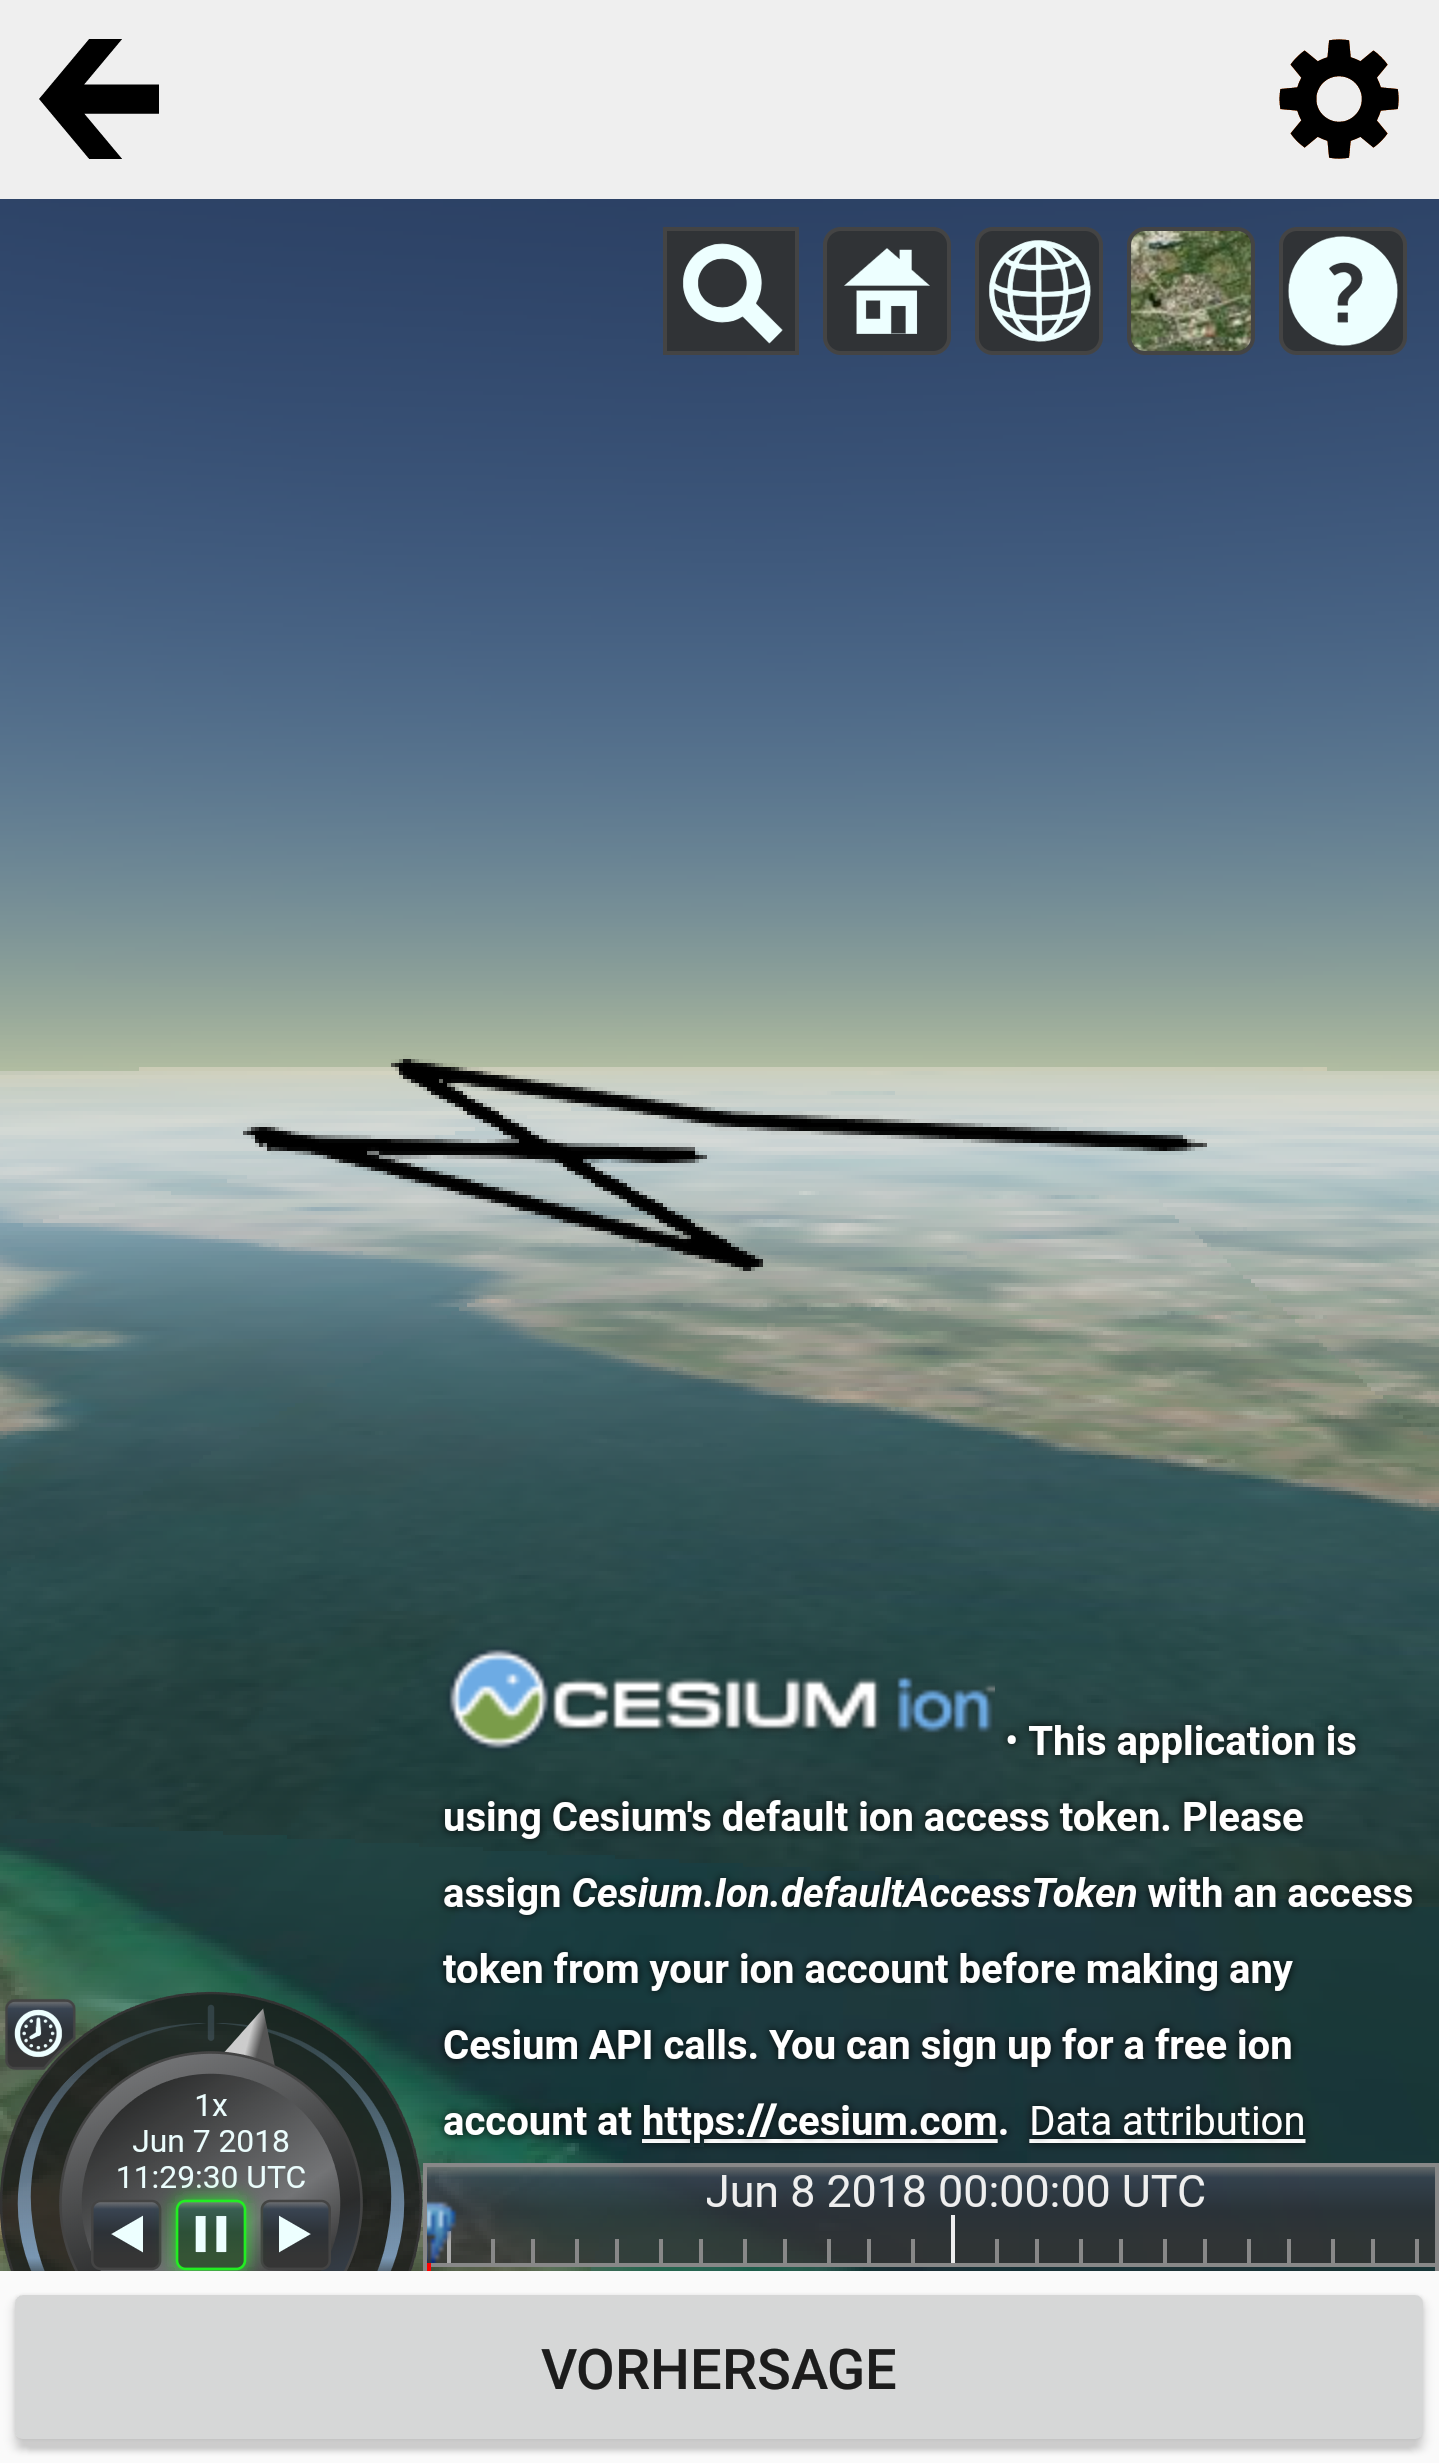 CESIUM ion • This application is
using Cesium's default ion access token. Please
assign Cesium.Ion.defaultAccessToken with an access
token from your ion account before making any
Cesium API calls. You can sign up for a free ion
account at https://cesium.com. Data attribution
1x
Jun 7 2018
11:29:30 UTC
Jun 8 2018 00:00:00 UTC
VORHERSAGE